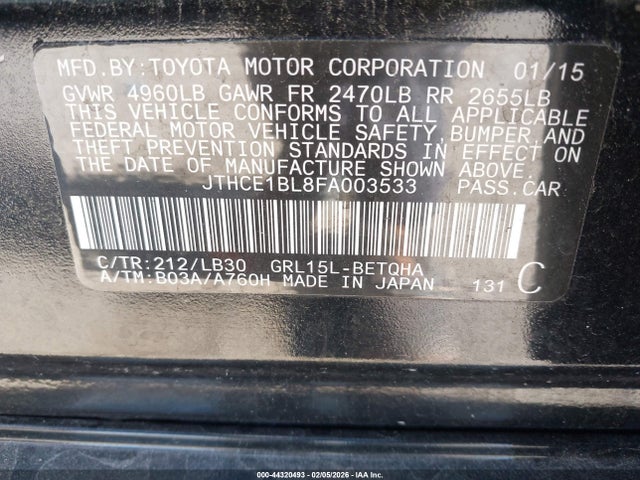 MFD.BY:TOYOTA MOTOR CORPORATION 01/15
GVWR 4960LB GAWR FR 2470LB RR 2655LB
THIS VEHICLE CONFORMS TO ALL APPLICABLE
FEDERAL MOTOR VEHICLE SAFETY,BUMPER,AND
THEFT PREVENTION STANDARDS IN EFFECT ON
THE DATE OF MANUFACTURE SHOWN ABOVE.
JTHCE1BL8FA003533 PASS.CAR
C/TR:212/LB30 GRL15L-BETQHA
A/TM:B03A/A760H MADE IN JAPAN 131 C
000-44320493 - 02/05/2026 - IAAI.com